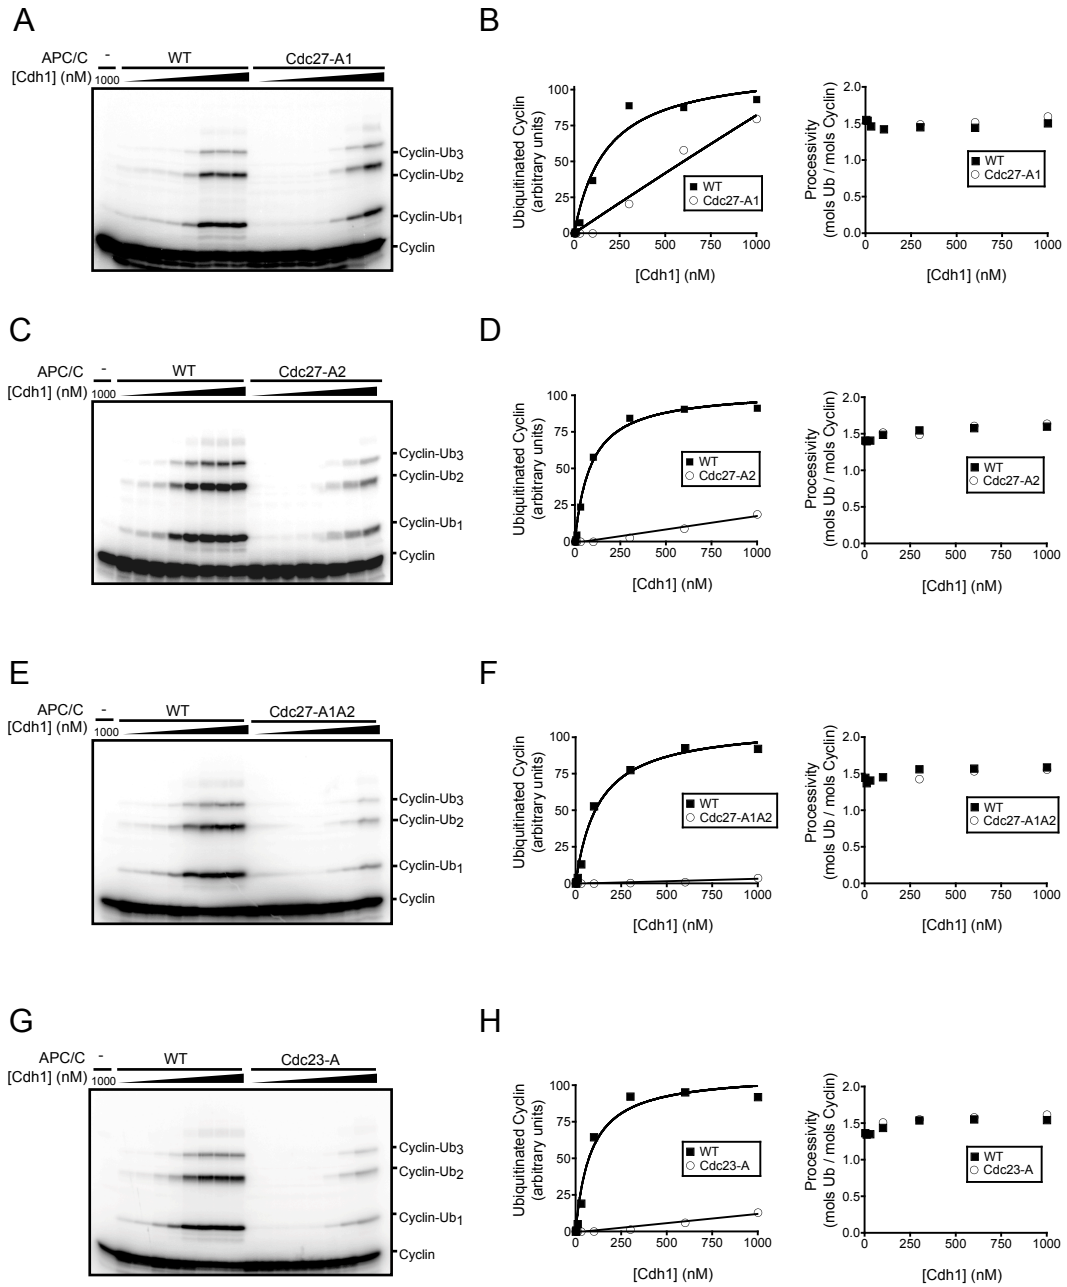 A
APC/C - WT Cdc27-A1
[Cdh1] (nM) 1000
Cyclin-Ub3
Cyclin-Ub2
Cyclin-Ub1
Cyclin
B
Ubiquitinated Cyclin
(arbitrary units)
100
75
50
25
0
0 250 500 750 1000
[Cdh1] (nM)
WT
Cdc27-A1
Processivity
(mols Ub / mols Cyclin)
2.0
1.5
1.0
0.5
0.0
0 250 500 750 1000
[Cdh1] (nM)
WT
Cdc27-A1
C
APC/C - WT Cdc27-A2
[Cdh1] (nM) 1000
Cyclin-Ub3
Cyclin-Ub2
Cyclin-Ub1
Cyclin
D
Ubiquitinated Cyclin
(arbitrary units)
100
75
50
25
0
0 250 500 750 1000
[Cdh1] (nM)
WT
Cdc27-A2
Processivity
(mols Ub / mols Cyclin)
2.0
1.5
1.0
0.5
0.0
0 250 500 750 1000
[Cdh1] (nM)
WT
Cdc27-A2
E
APC/C - WT Cdc27-A1A2
[Cdh1] (nM) 1000
Cyclin-Ub3
Cyclin-Ub2
Cyclin-Ub1
Cyclin
F
Ubiquitinated Cyclin
(arbitrary units)
100
75
50
25
0
0 250 500 750 1000
[Cdh1] (nM)
WT
Cdc27-A1A2
Processivity
(mols Ub / mols Cyclin)
2.0
1.5
1.0
0.5
0.0
0 250 500 750 1000
[Cdh1] (nM)
WT
Cdc27-A1A2
G
APC/C - WT Cdc23-A
[Cdh1] (nM) 1000
Cyclin-Ub3
Cyclin-Ub2
Cyclin-Ub1
Cyclin
H
Ubiquitinated Cyclin
(arbitrary units)
100
75
50
25
0
0 250 500 750 1000
[Cdh1] (nM)
WT
Cdc23-A
Processivity
(mols Ub / mols Cyclin)
2.0
1.5
1.0
0.5
0.0
0 250 500 750 1000
[Cdh1] (nM)
WT
Cdc23-A